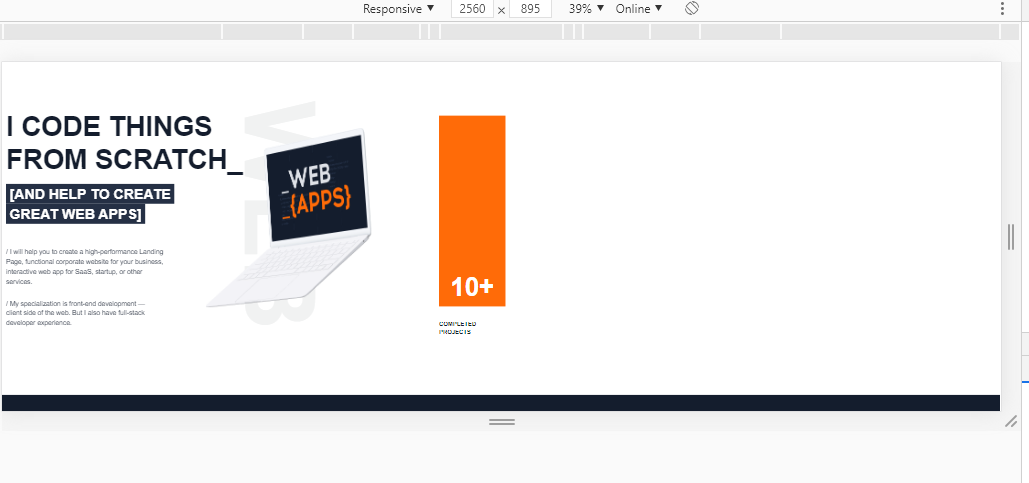 Responsive ▼ 2560 × 895 39% ▼ Online ▼
I CODE THINGS
FROM SCRATCH_
[AND HELP TO CREATE
GREAT WEB APPS]
/ I will help you to create a high-performance Landing
Page, functional corporate website for your business,
interactive web app for SaaS, startup, or other
services.
/ My specialization is front-end development —
client side of the web. But I also have full-stack
developer experience.
WEB
_WEB
_{APPS}
10+
COMPLETED
PROJECTS